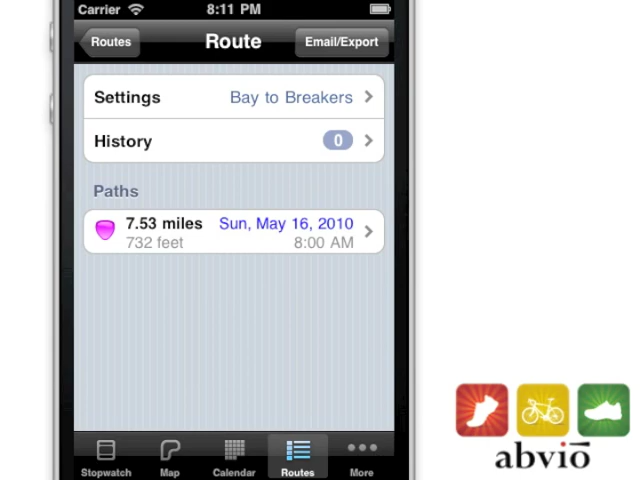 Carrier 8:11 PM
Routes Route Email/Export
Settings Bay to Breakers
History 0
Paths
7.53 miles Sun, May 16, 2010
732 feet 8:00 AM
Stopwatch Map Calendar Routes More
abvio